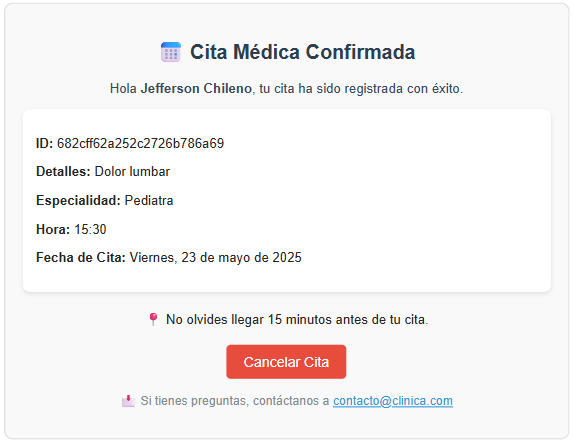 Cita Médica Confirmada
Hola Jefferson Chileno, tu cita ha sido registrada con éxito.
ID: 682cff62a252c2726b786a69
Detalles: Dolor lumbar
Especialidad: Pediatra
Hora: 15:30
Fecha de Cita: Viernes, 23 de mayo de 2025
No olvides llegar 15 minutos antes de tu cita.
Cancelar Cita
Si tienes preguntas, contáctanos a contacto@clinica.com